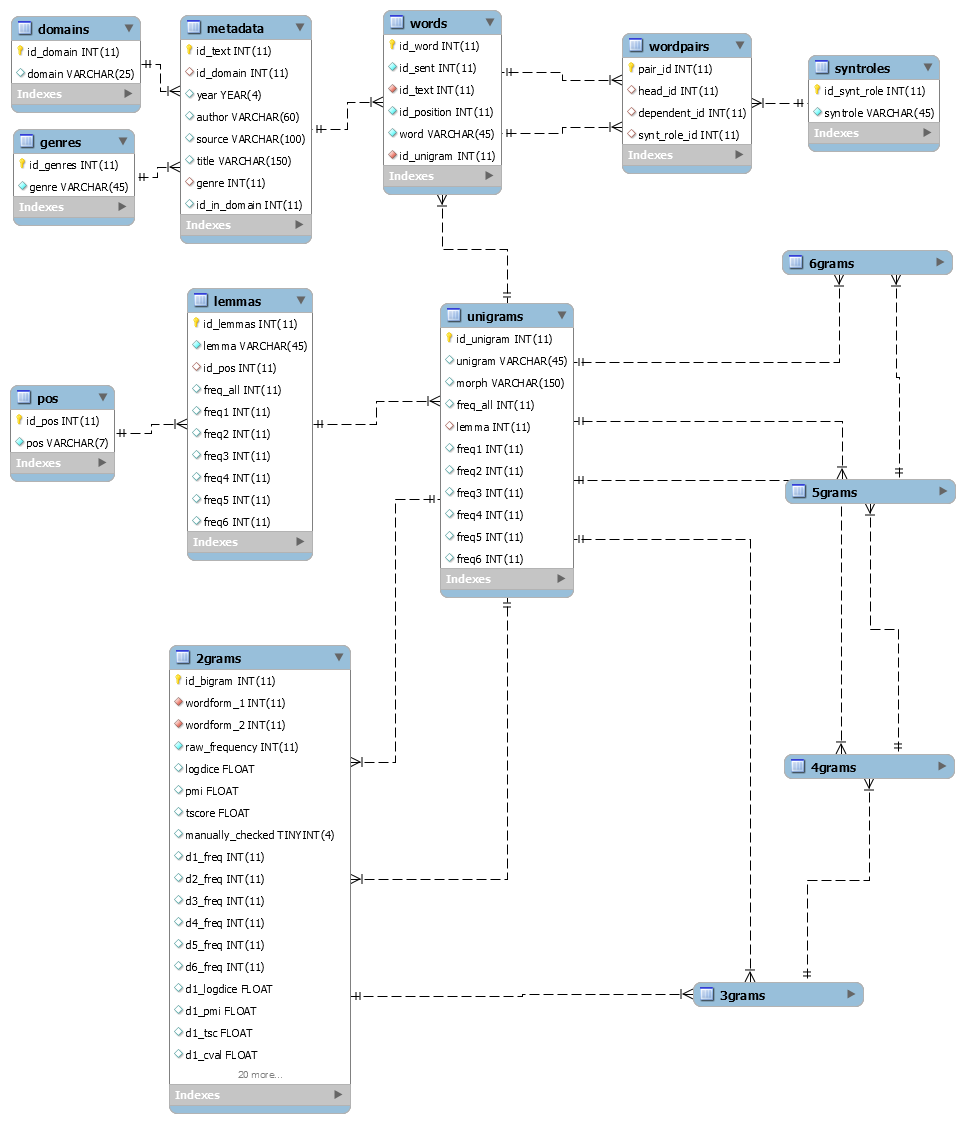 domains
id_domain INT(11)
domain VARCHAR(25)
Indexes
genres
id_genres INT(11)
genre VARCHAR(45)
Indexes
metadata
id_text INT(11)
id_domain INT(11)
year YEAR(4)
author VARCHAR(60)
source VARCHAR(100)
title VARCHAR(150)
genre INT(11)
id_in_domain INT(11)
Indexes
words
id_word INT(11)
id_sent INT(11)
id_text INT(11)
id_position INT(11)
word VARCHAR(45)
id_unigram INT(11)
Indexes
wordpairs
pair_id INT(11)
head_id INT(11)
dependent_id INT(11)
synt_role_id INT(11)
Indexes
syntroles
id_synt_role INT(11)
syntrole VARCHAR(45)
Indexes
pos
id_pos INT(11)
pos VARCHAR(7)
Indexes
lemmas
id_lemmas INT(11)
lemma VARCHAR(45)
id_pos INT(11)
freq_all INT(11)
freq1 INT(11)
freq2 INT(11)
freq3 INT(11)
freq4 INT(11)
freq5 INT(11)
freq6 INT(11)
Indexes
unigrams
id_unigram INT(11)
unigram VARCHAR(45)
morph VARCHAR(150)
freq_all INT(11)
lemma INT(11)
freq1 INT(11)
freq2 INT(11)
freq3 INT(11)
freq4 INT(11)
freq5 INT(11)
freq6 INT(11)
Indexes
6grams
5grams
4grams
3grams
2grams
id_bigram INT(11)
wordform_1 INT(11)
wordform_2 INT(11)
raw_frequency INT(11)
logdice FLOAT
pmi FLOAT
tscore FLOAT
manually_checked TINYINT(4)
d1_freq INT(11)
d2_freq INT(11)
d3_freq INT(11)
d4_freq INT(11)
d5_freq INT(11)
d6_freq INT(11)
d1_logdice FLOAT
d1_pmi FLOAT
d1_tsc FLOAT
d1_cval FLOAT
20 more...
Indexes